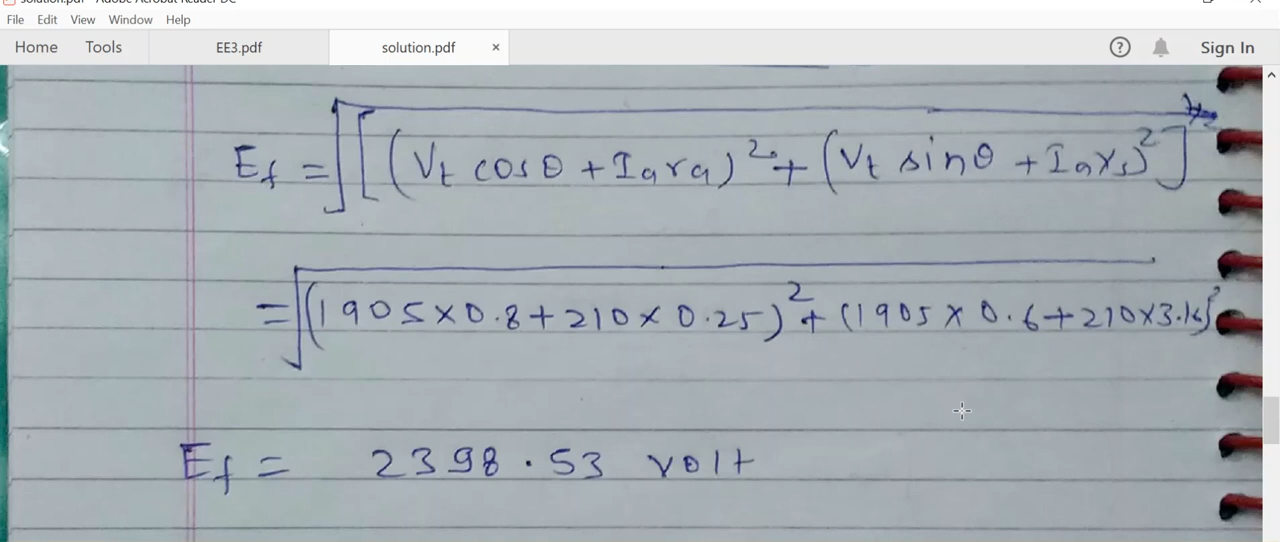 solution.pdf - Adobe Acrobat Reader DC
File Edit View Window Help
Home Tools EE3.pdf solution.pdf × ? Sign In
Ef = √[(Vt cosθ + Iara)² + (Vt sinθ + IaXs)²]
= √(1905×0.8+210×0.25)² + (1905×0.6+210×3.16)²
Ef = 2398.53 volt